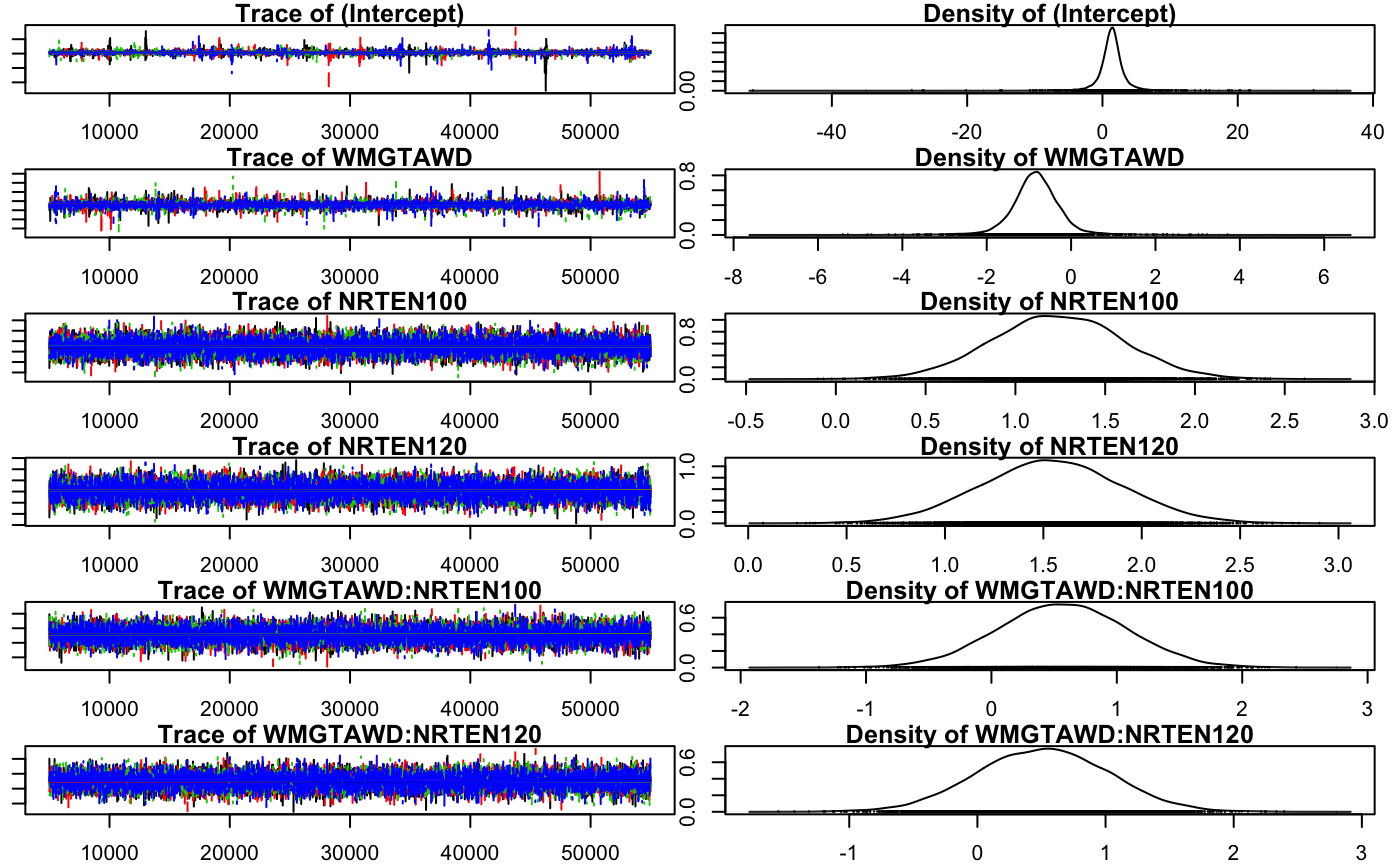 Trace of (Intercept) Density of (Intercept)
0.00
10000 20000 30000 40000 50000 -40 -20 0 20 40
Trace of WMGTAWD Density of WMGTAWD
0.0 0.8
10000 20000 30000 40000 50000 -8 -6 -4 -2 0 2 4 6
Trace of NRTEN100 Density of NRTEN100
0.0 0.8
10000 20000 30000 40000 50000 -0.5 0.0 0.5 1.0 1.5 2.0 2.5 3.0
Trace of NRTEN120 Density of NRTEN120
0.0 1.0
10000 20000 30000 40000 50000 0.0 0.5 1.0 1.5 2.0 2.5 3.0
Trace of WMGTAWD:NRTEN100 Density of WMGTAWD:NRTEN100
0.0 0.6
10000 20000 30000 40000 50000 -2 -1 0 1 2 3
Trace of WMGTAWD:NRTEN120 Density of WMGTAWD:NRTEN120
0.0 0.6
10000 20000 30000 40000 50000 -1 0 1 2 3